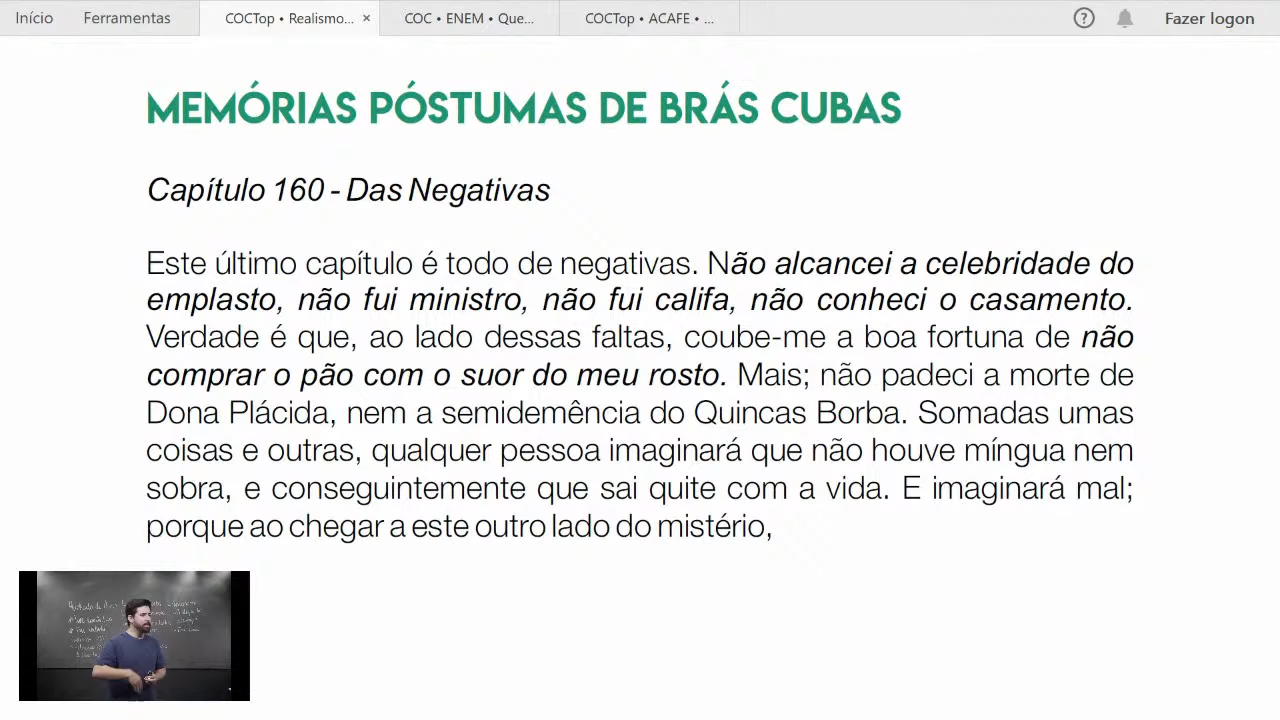 Início Ferramentas COCTop • Realismo... × COC • ENEM • Que... COCTop • ACAFE • ... ? Fazer logon
MEMÓRIAS PÓSTUMAS DE BRÁS CUBAS
Capítulo 160 - Das Negativas
Este último capítulo é todo de negativas. Não alcancei a celebridade do
emplasto, não fui ministro, não fui califa, não conheci o casamento.
Verdade é que, ao lado dessas faltas, coube-me a boa fortuna de não
comprar o pão com o suor do meu rosto. Mais; não padeci a morte de
Dona Plácida, nem a semidemência do Quincas Borba. Somadas umas
coisas e outras, qualquer pessoa imaginará que não houve míngua nem
sobra, e conseguintemente que sai quite com a vida. E imaginará mal;
porque ao chegar a este outro lado do mistério,